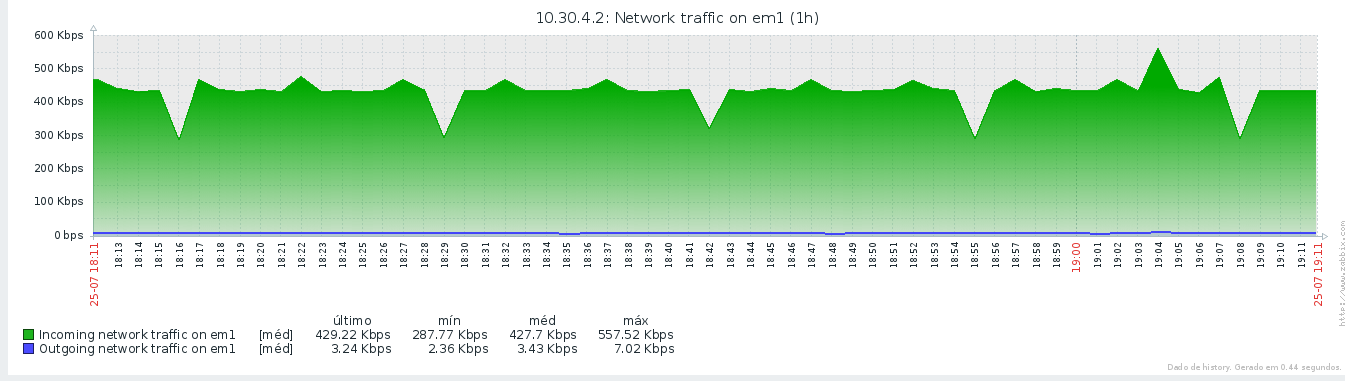 10.30.4.2: Network traffic on em1 (1h)
600 Kbps
500 Kbps
400 Kbps
300 Kbps
200 Kbps
100 Kbps
0 bps
25-07 18:11 18:13 18:14 18:15 18:16 18:17 18:18 18:19 18:20 18:21 18:22 18:23 18:24 18:25 18:26 18:27 18:28 18:29 18:30 18:31 18:32 18:33 18:34 18:35 18:36 18:37 18:38 18:39 18:40 18:41 18:42 18:43 18:44 18:45 18:46 18:47 18:48 18:49 18:50 18:51 18:52 18:53 18:54 18:55 18:56 18:57 18:58 18:59 19:00 19:01 19:02 19:03 19:04 19:05 19:06 19:07 19:08 19:09 19:10 19:11 25-07 19:11
último mín méd máx
Incoming network traffic on em1 [méd] 429.22 Kbps 287.77 Kbps 427.7 Kbps 557.52 Kbps
Outgoing network traffic on em1 [méd] 3.24 Kbps 2.36 Kbps 3.43 Kbps 7.02 Kbps
http://www.zabbix.com
Dado de history. Gerado em 0.44 segundos.